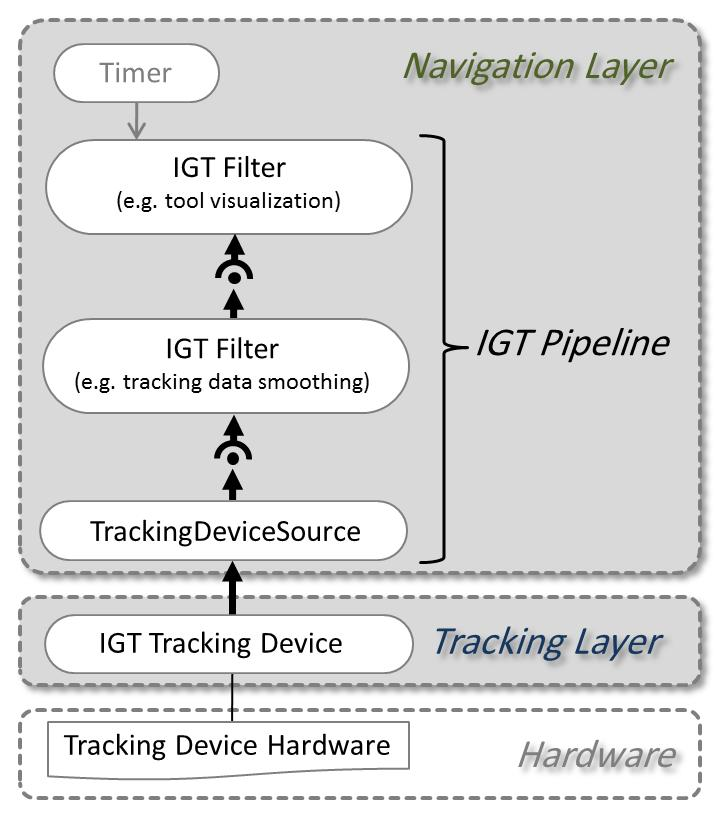 Navigation Layer
Timer
IGT Filter
(e.g. tool visualization)
IGT Pipeline
IGT Filter
(e.g. tracking data smoothing)
TrackingDeviceSource
IGT Tracking Device
Tracking Layer
Tracking Device Hardware
Hardware